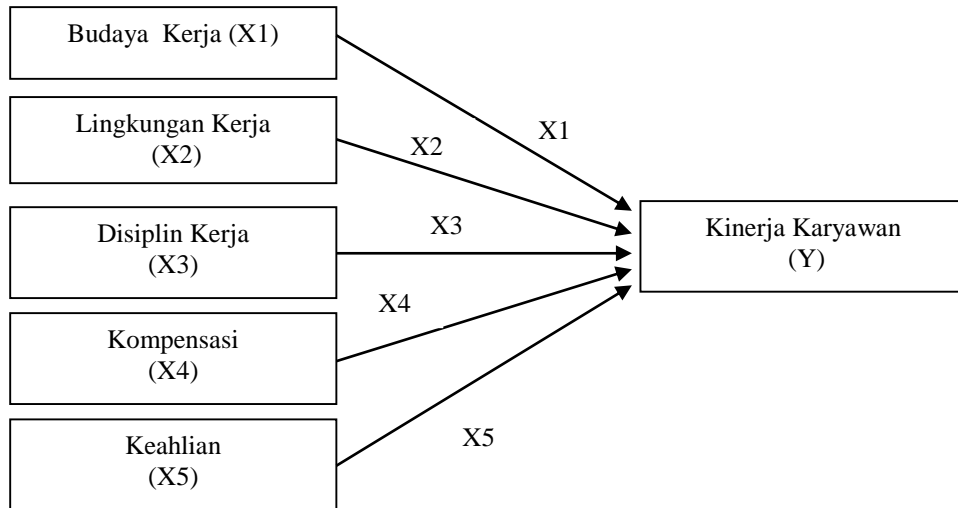 Budaya  Kerja (X1)
Lingkungan Kerja
(X2)
Disiplin Kerja
(X3)
Kompensasi
(X4)
Keahlian
(X5)
X1
X2
X3
X4
X5
Kinerja Karyawan
(Y)